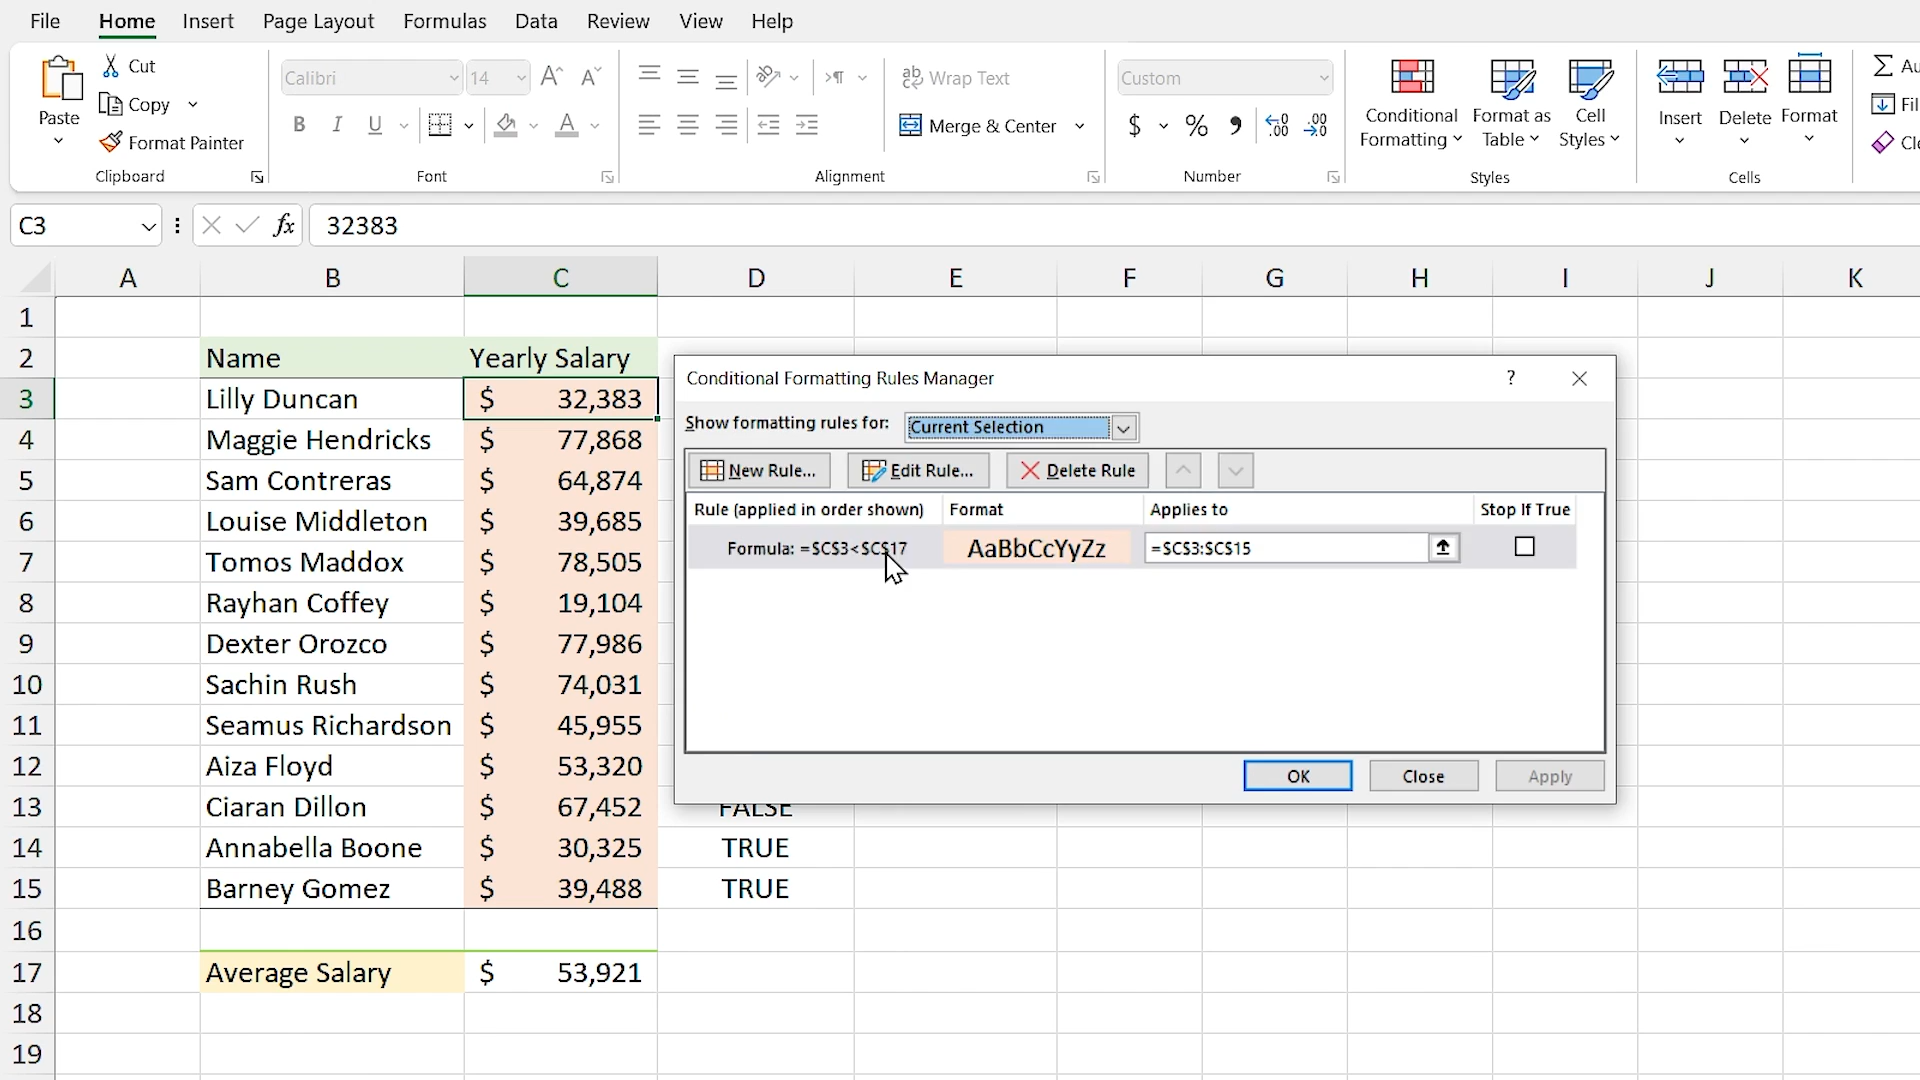 File Home Insert Page Layout Formulas Data Review View Help
Paste
Cut
Copy
Format Painter
Clipboard
Calibri 14
B I U A
Font
Wrap Text
Merge & Center
Alignment
Custom
$ % 9 .00 .00
Number
Conditional Formatting
Format as Table
Cell Styles
Styles
Insert Delete Format
Cells
C3 fx 32383
A B C D E F G H I J K
1
2 Name Yearly Salary
3 Lilly Duncan $ 32,383
4 Maggie Hendricks $ 77,868
5 Sam Contreras $ 64,874
6 Louise Middleton $ 39,685
7 Tomos Maddox $ 78,505
8 Rayhan Coffey $ 19,104
9 Dexter Orozco $ 77,986
10 Sachin Rush $ 74,031
11 Seamus Richardson $ 45,955
12 Aiza Floyd $ 53,320
13 Ciaran Dillon $ 67,452 FALSE
14 Annabella Boone $ 30,325 TRUE
15 Barney Gomez $ 39,488 TRUE
16
17 Average Salary $ 53,921
18
19
Conditional Formatting Rules Manager ?
Show formatting rules for: Current Selection
New Rule... Edit Rule... Delete Rule
Rule (applied in order shown) Format Applies to Stop If True
Formula: =$C$3<$C$17 AaBbCcYyZz =$C$3:$C$15
OK Close Apply